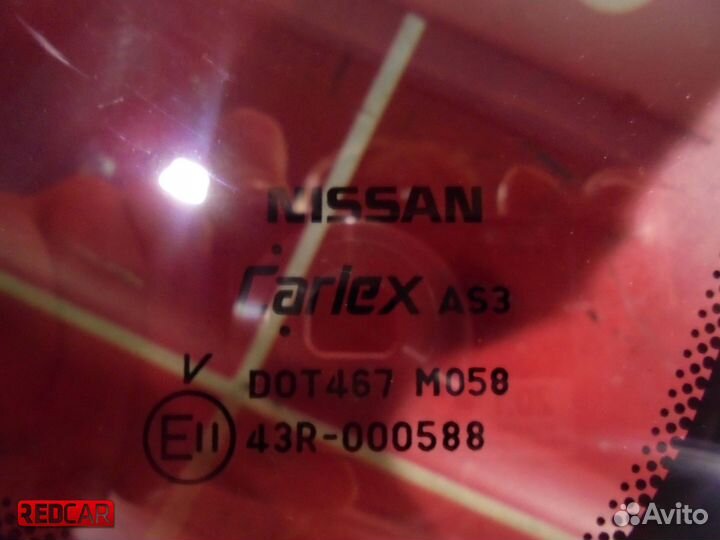 NISSAN
Carlex AS3
V DOT467 M058
E11 43R-000588
REDCAR
Avito